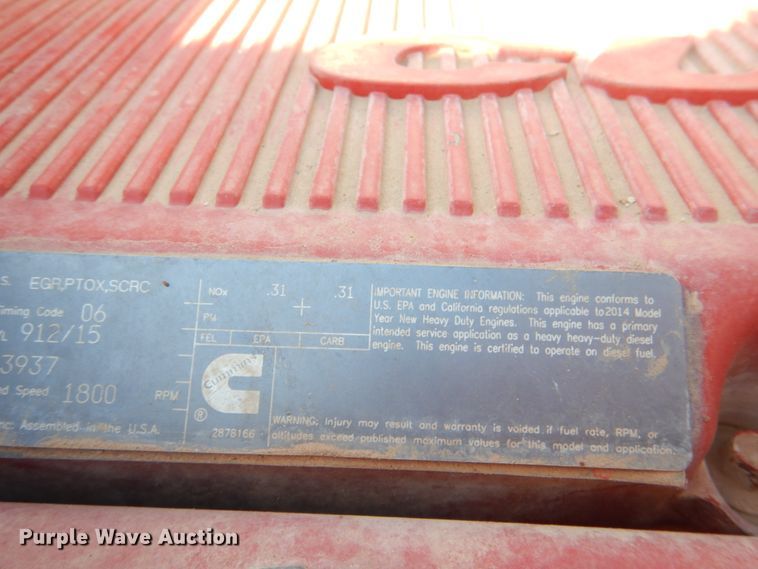 S. EGR,PTOX,SCRC
Timing Code 06
912/15
3937
ed Speed 1800 RPM
nc: Assembled in the U.S.A.
NOx .31 + .31
PM
FEL EPA CARB
Cummins
®
2878166
IMPORTANT ENGINE INFORMATION: This engine conforms to
U.S. EPA and California regulations applicable to 2014 Model
Year New Heavy Duty Engines. This engine has a primary
intended service application as a heavy heavy-duty diesel
engine. This engine is certified to operate on diesel fuel.
WARNING: Injury may result and warranty is voided if fuel rate, RPM, or
altitudes exceed published maximum values for this model and application.
Purple Wave Auction®